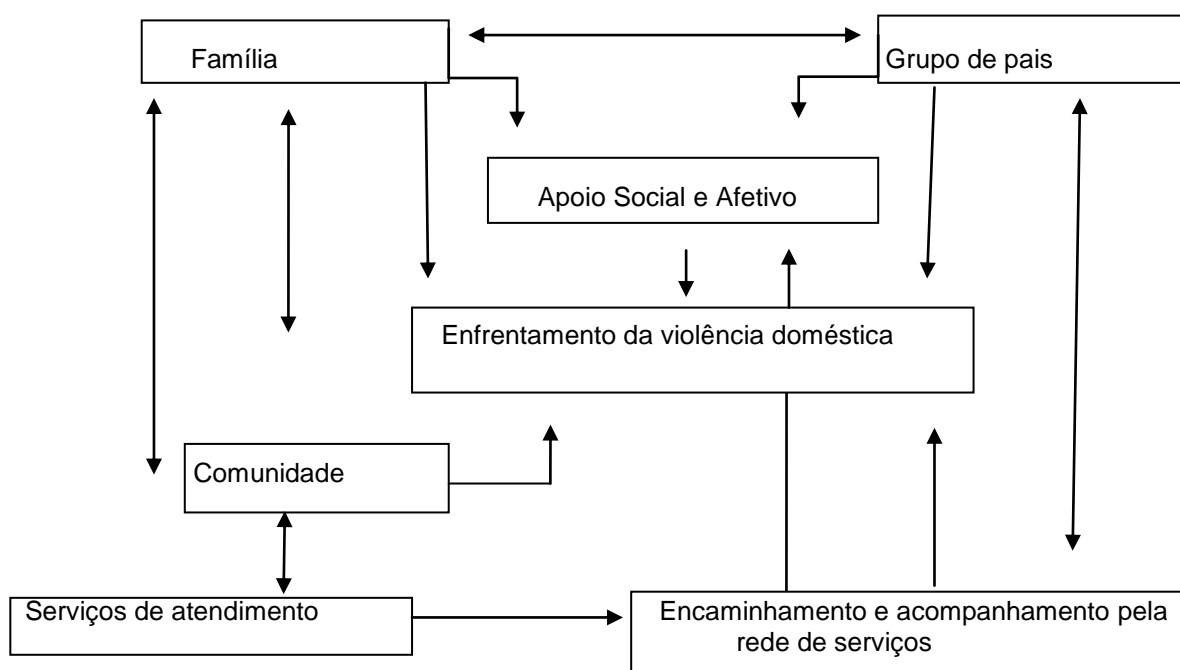 Família
Grupo de pais
Apoio Social e Afetivo
Enfrentamento da violência doméstica
Comunidade
Serviços de atendimento
Encaminhamento e acompanhamento pela
rede de serviços